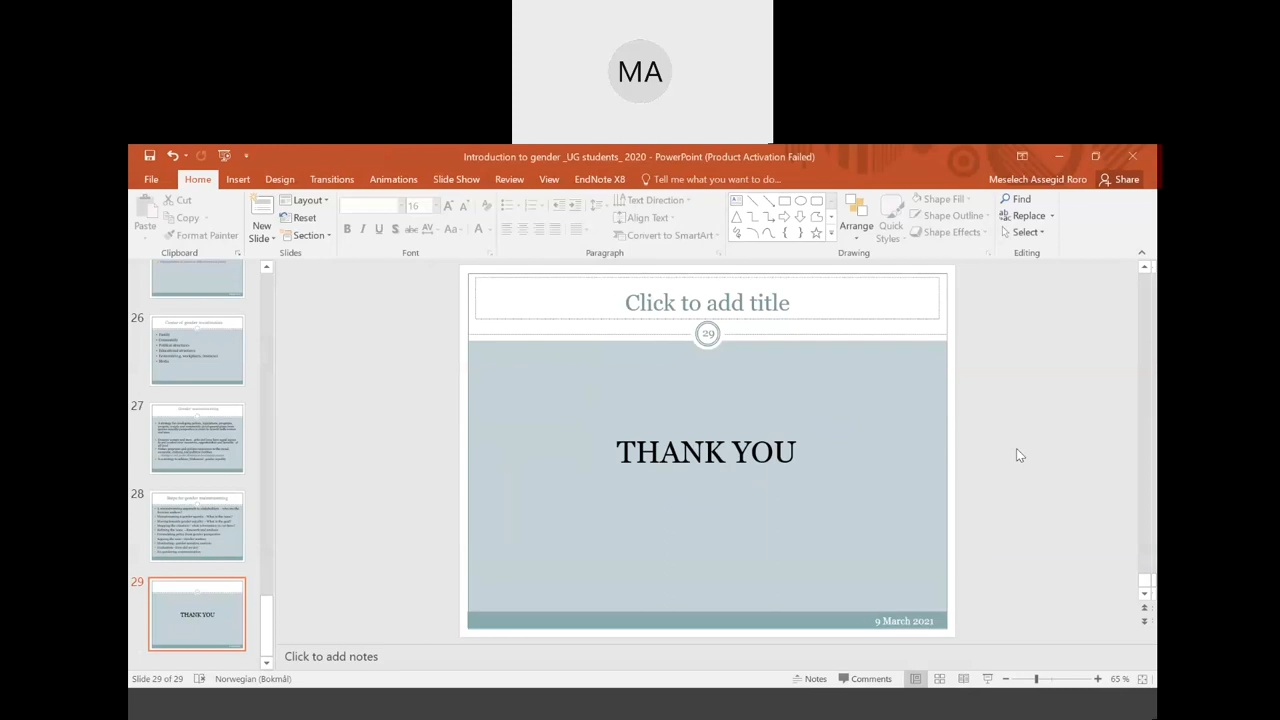 MA
Introduction to gender _UG students_ 2020 - PowerPoint (Product Activation Failed)
File Home Insert Design Transitions Animations Slide Show Review View EndNote X8 Tell me what you want to do... Meselech Assegid Roro Share
Paste
Cut
Copy
Format Painter
Clipboard
New Slide
Layout
Reset
Section
Slides
16
B I U S abc AV Aa A
Font
Text Direction
Align Text
Convert to SmartArt
Paragraph
Arrange
Quick Styles
Shape Fill
Shape Outline
Shape Effects
Drawing
Find
Replace
Select
Editing
26
27
28
29
THANK YOU
Click to add title
29
THANK YOU
9 March 2021
Click to add notes
Slide 29 of 29 Norwegian (Bokmål) Notes Comments 65 %